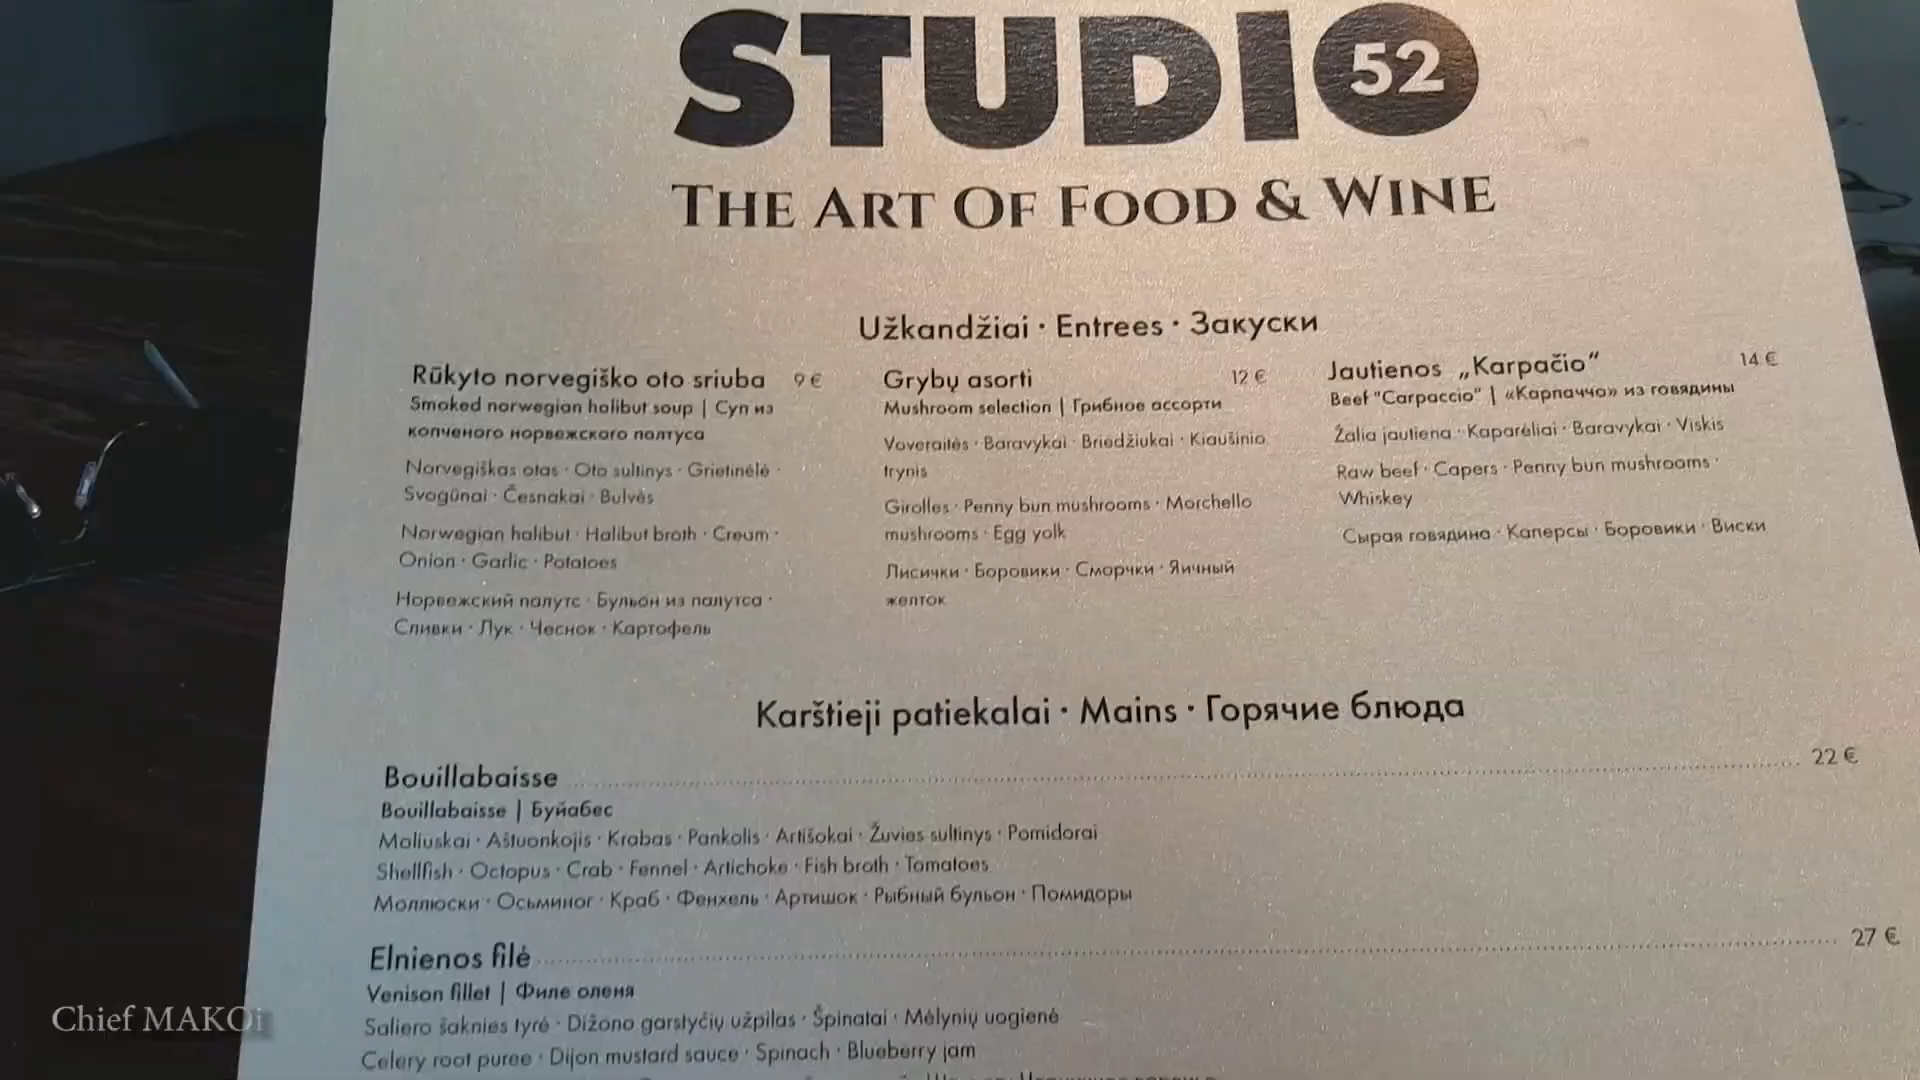 STUDIO 52
THE ART OF FOOD & WINE
Užkandžiai · Entrees · Закуски
Rūkyto norvegiško oto sriuba 9 €
Smoked norwegian halibut soup | Суп из
копченого норвежского палтуса
Norvegiškas otas · Oto sultinys · Grietinėlė ·
Svogūnai · Česnakai · Bulvės
Norwegian halibut · Halibut broth · Cream ·
Onion · Garlic · Potatoes
Норвежский палутс · Бульон из палутса ·
Сливки · Лук · Чеснок · Картофель
Grybų asorti 12 €
Mushroom selection | Грибное ассорти
Voveraitės · Baravykai · Briedžiukai · Kiaušinio
trynis
Girolles · Penny bun mushrooms · Morchello
mushrooms · Egg yolk
Лисички · Боровики · Сморчки · Яичный
желток
Jautienos „Karpačio“ 14 €
Beef "Carpaccio" | «Карпаччо» из говядины
Žalia jautiena · Kaparėliai · Baravykai · Viskis
Raw beef · Capers · Penny bun mushrooms ·
Whiskey
Сырая говядина · Каперсы · Боровики · Виски
Karštieji patiekalai · Mains · Горячие блюда
Bouillabaisse 22 €
Bouillabaisse | Буйабес
Moliuskai · Aštuonkojis · Krabas · Pankolis · Artišokai · Žuvies sultinys · Pomidorai
Shellfish · Octopus · Crab · Fennel · Artichoke · Fish broth · Tomatoes
Моллюски · Осьминог · Краб · Фенхель · Артишок · Рыбный бульон · Помидоры
Elnienos filė 27 €
Venison fillet | Филе оленя
Saliero šaknies tyrė · Dižono garstyčių užpilas · Špinatai · Mėlynių uogienė
Celery root puree · Dijon mustard sauce · Spinach · Blueberry jam
Chief MAKOi